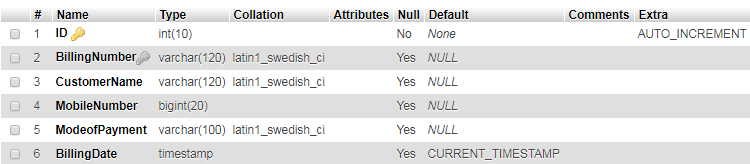 # Name Type Collation Attributes Null Default Comments Extra
1 ID int(10) No None AUTO_INCREMENT
2 BillingNumber varchar(120) latin1_swedish_ci Yes NULL
3 CustomerName varchar(120) latin1_swedish_ci Yes NULL
4 MobileNumber bigint(20) Yes NULL
5 ModeofPayment varchar(100) latin1_swedish_ci Yes NULL
6 BillingDate timestamp Yes CURRENT_TIMESTAMP